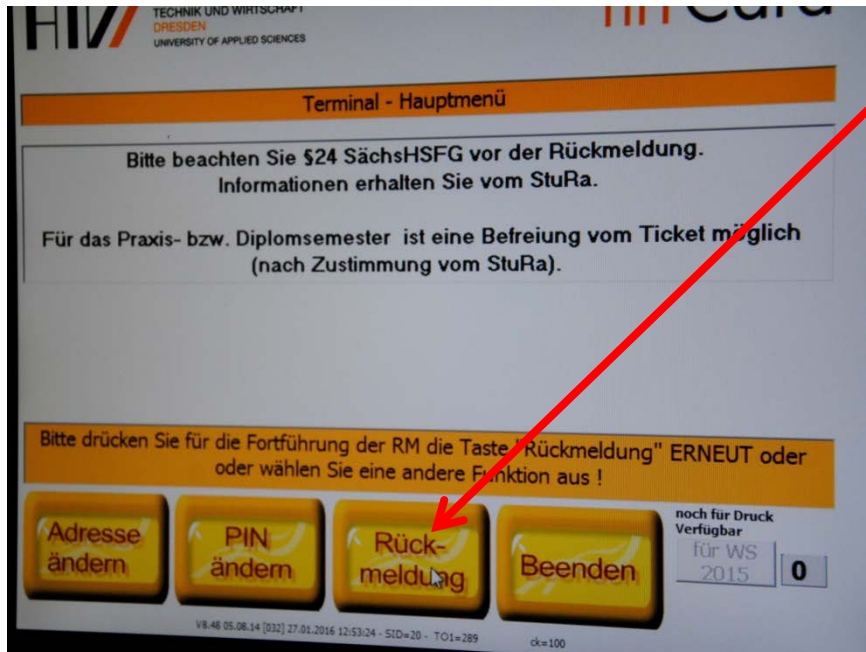 TECHNIK UND WIRTSCHAFT
DRESDEN
UNIVERSITY OF APPLIED SCIENCES
Terminal - Hauptmenü
Bitte beachten Sie §24 SächsHSFG vor der Rückmeldung.
Informationen erhalten Sie vom StuRa.
Für das Praxis- bzw. Diplomsemester ist eine Befreiung vom Ticket möglich
(nach Zustimmung vom StuRa).
Bitte drücken Sie für die Fortführung der RM die Taste "Rückmeldung" ERNEUT oder
oder wählen Sie eine andere Funktion aus !
Adresse
ändern
PIN
ändern
Rück-
meldung
Beenden
noch für Druck
Verfügbar
für WS
2015
0
V8.48 05.08.14 [032] 27.01.2016 12:53:24 - SID=20 - TO1=289 ck=100